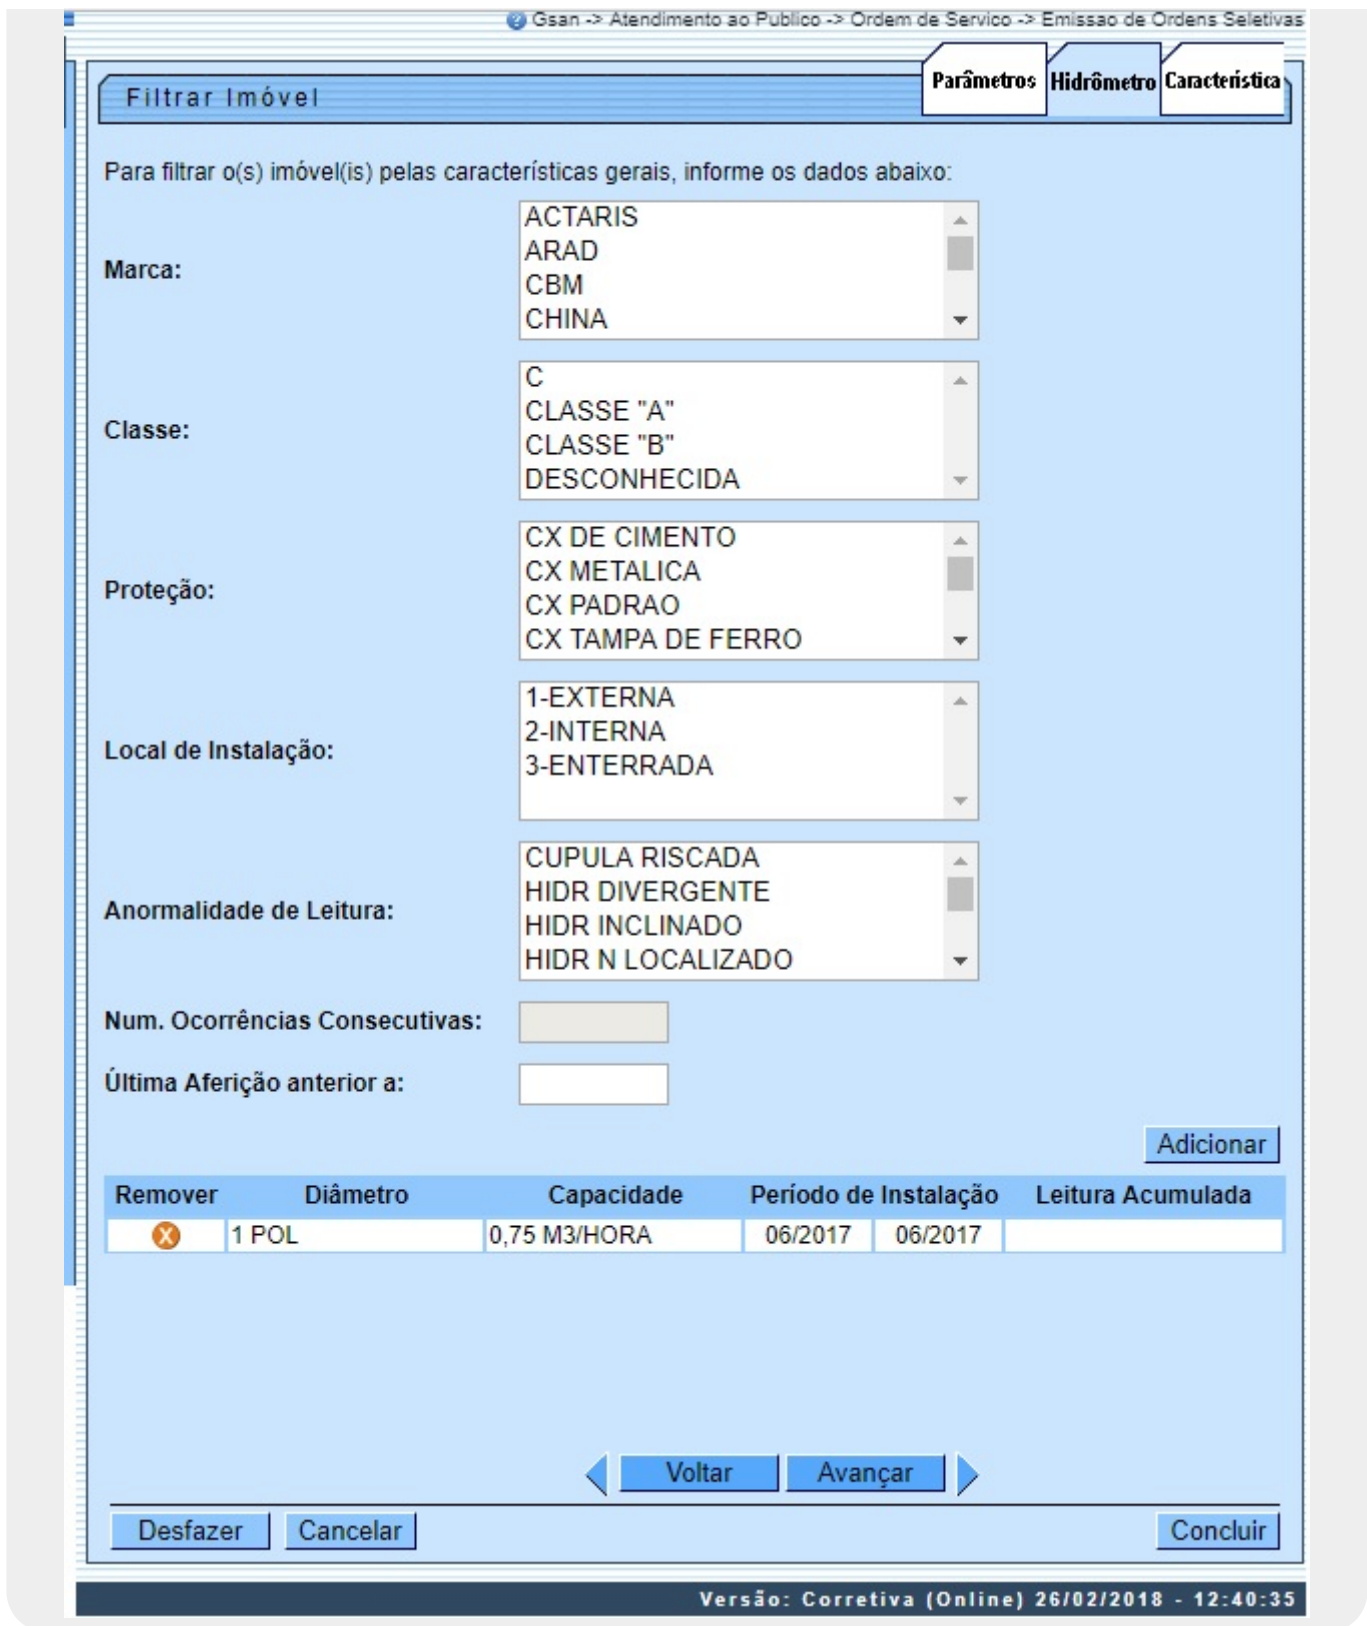 Gsan -> Atendimento ao Publico -> Ordem de Servico -> Emissao de Ordens Seletivas
Parâmetros Hidrômetro Característica
Filtrar Imóvel
Para filtrar o(s) imóvel(is) pelas características gerais, informe os dados abaixo:
Marca:
ACTARIS
ARAD
CBM
CHINA
Classe:
C
CLASSE "A"
CLASSE "B"
DESCONHECIDA
Proteção:
CX DE CIMENTO
CX METALICA
CX PADRAO
CX TAMPA DE FERRO
Local de Instalação:
1-EXTERNA
2-INTERNA
3-ENTERRADA
Anormalidade de Leitura:
CUPULA RISCADA
HIDR DIVERGENTE
HIDR INCLINADO
HIDR N LOCALIZADO
Num. Ocorrências Consecutivas:
Última Aferição anterior a:
Adicionar
Remover Diâmetro Capacidade Período de Instalação Leitura Acumulada
X 1 POL 0,75 M3/HORA 06/2017 06/2017
Voltar Avançar
Desfazer Cancelar Concluir
Versão: Corretiva (Online) 26/02/2018 - 12:40:35